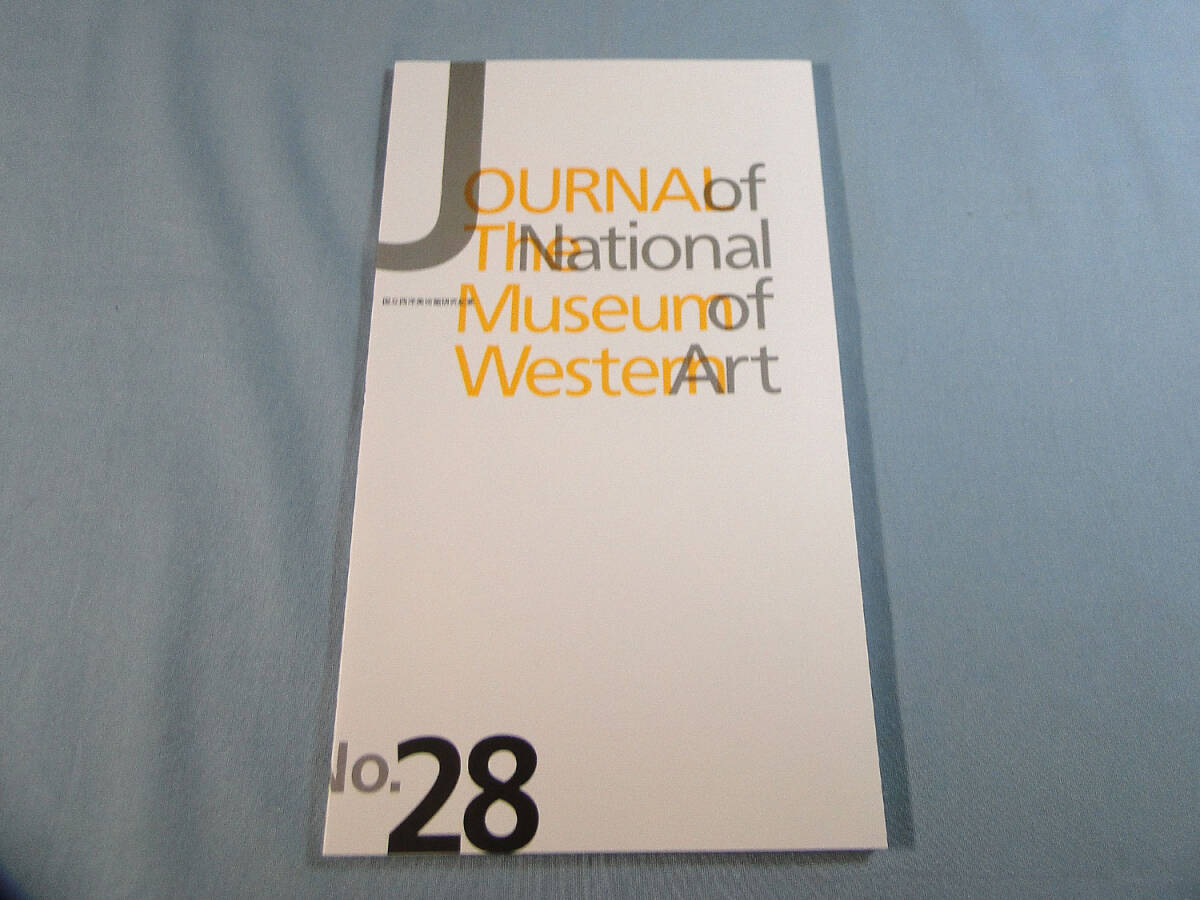 JOURNAL of
The National
国立西洋美術館研究紀要
Museum of
Western Art
No.28